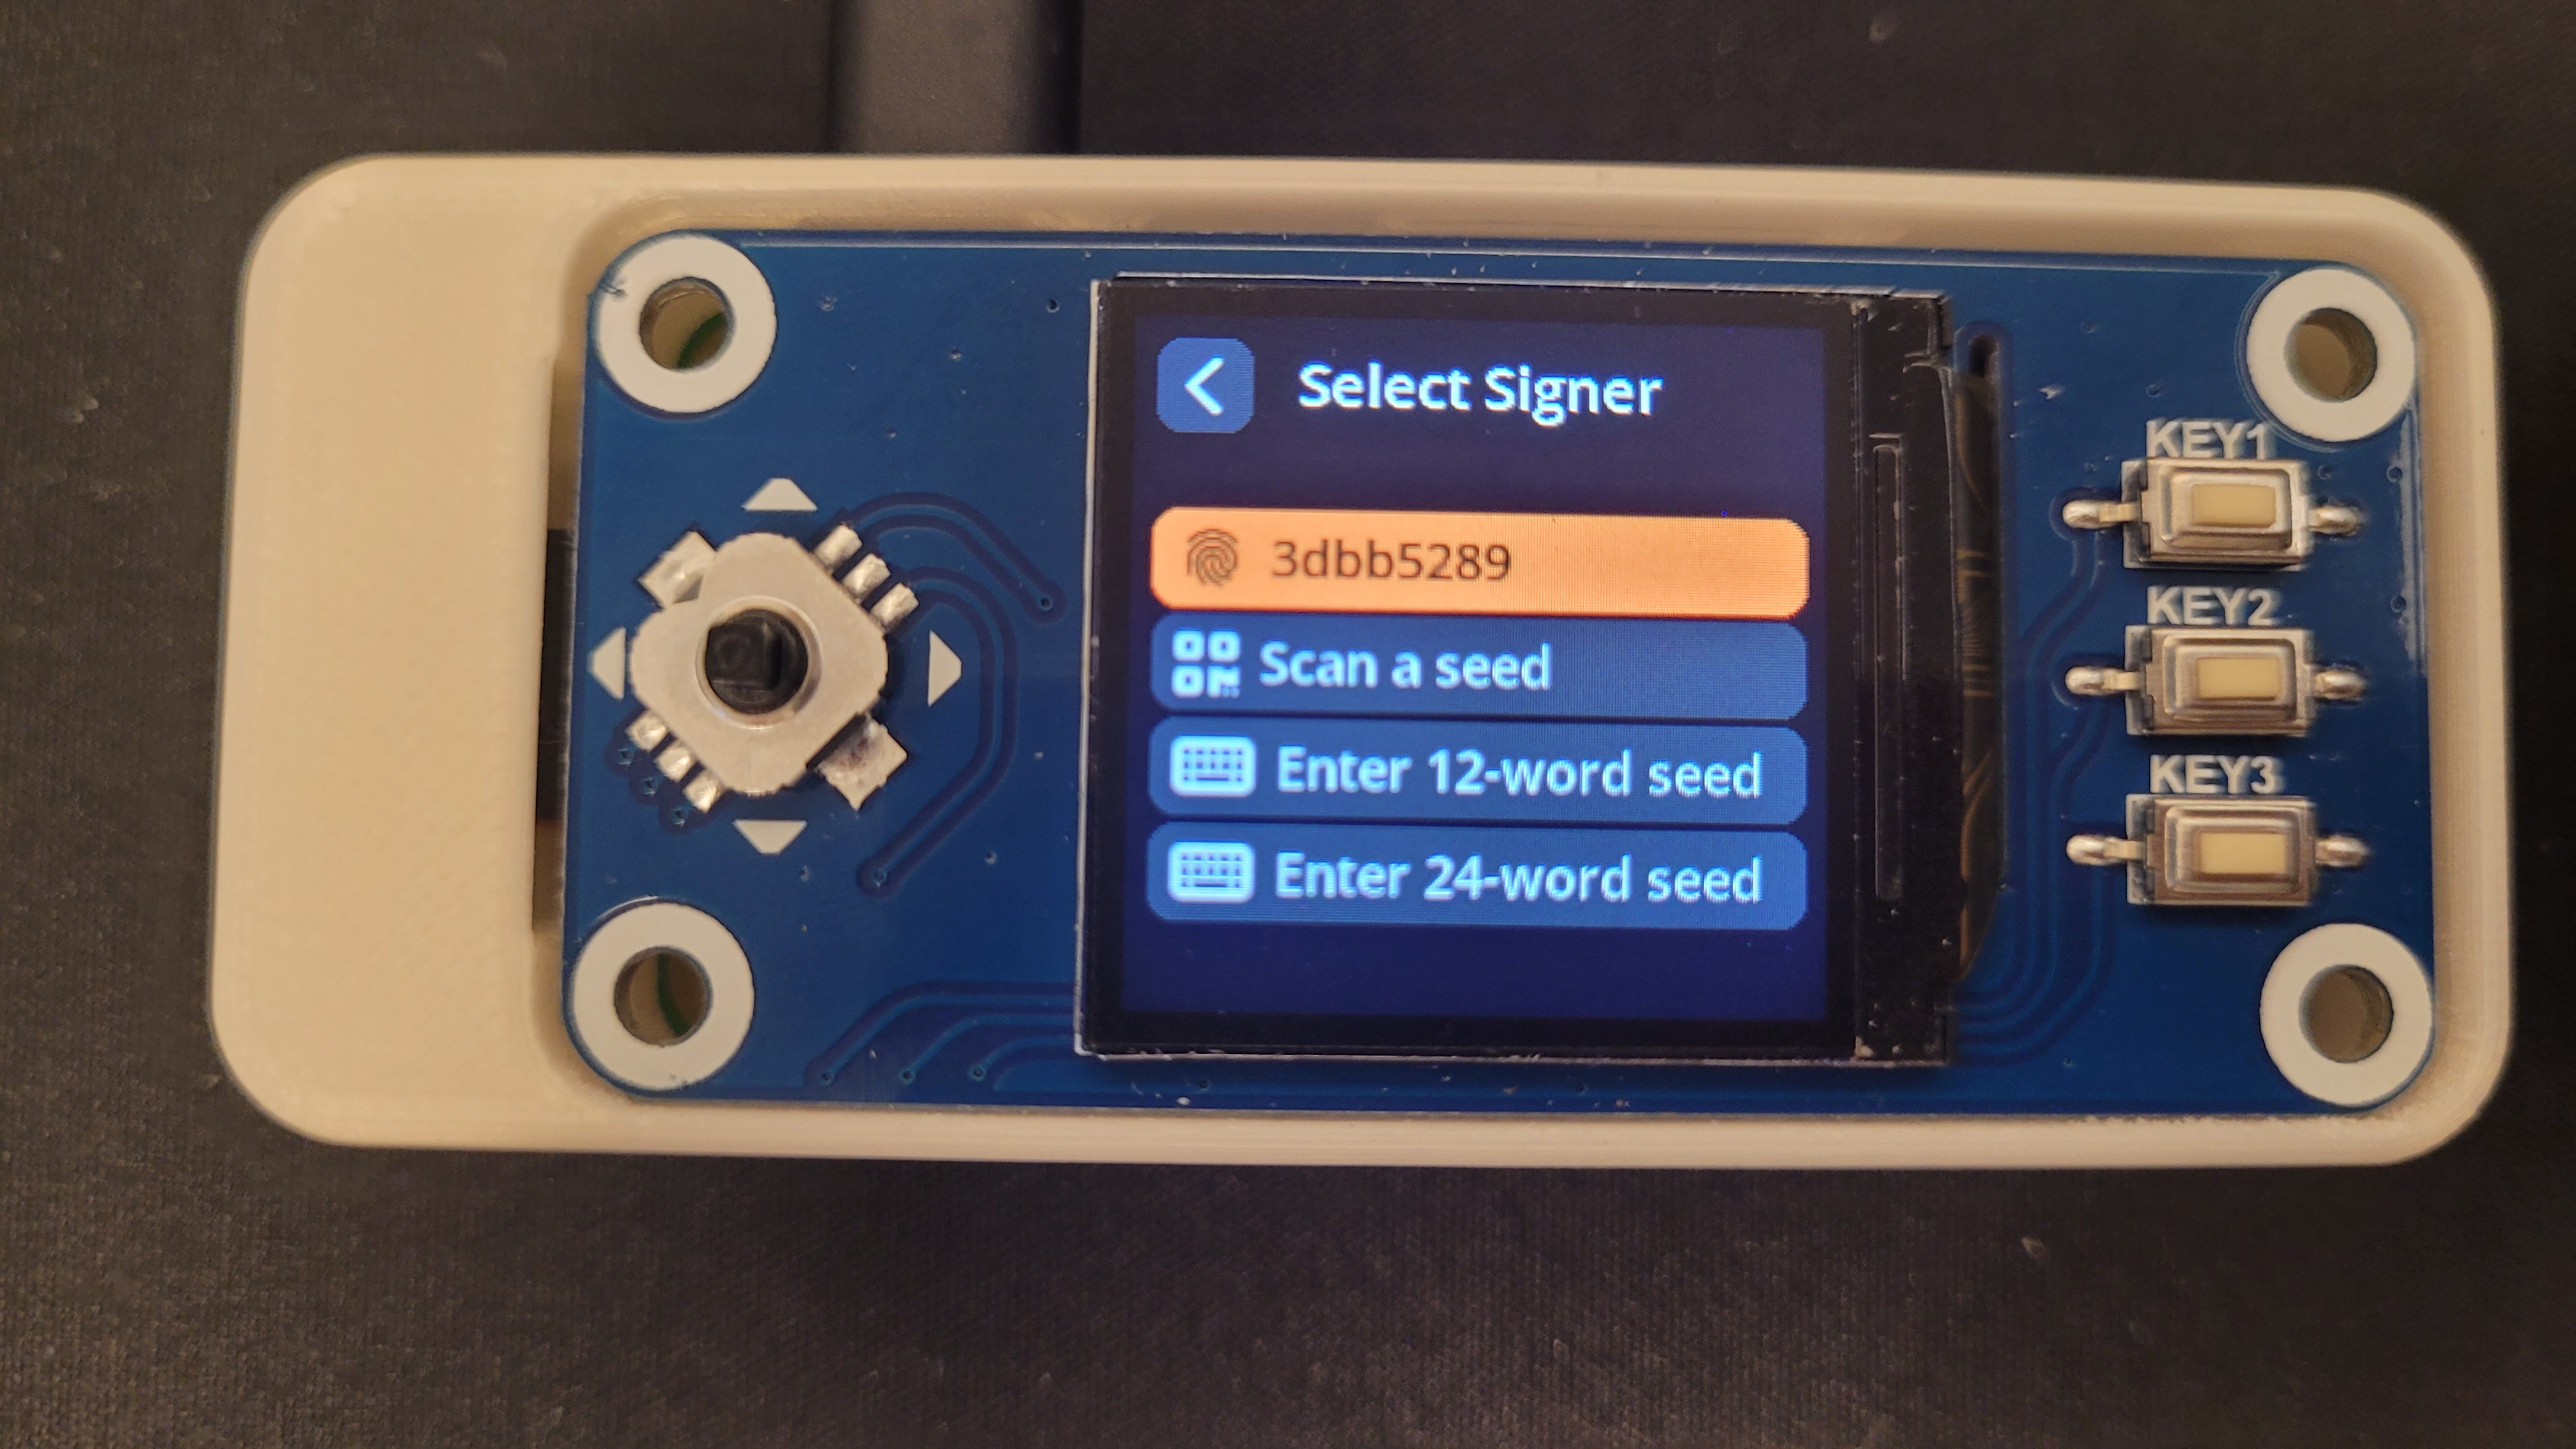 Select Signer
3dbb5289
Scan a seed
Enter 12-word seed
Enter 24-word seed
KEY1
KEY2
KEY3